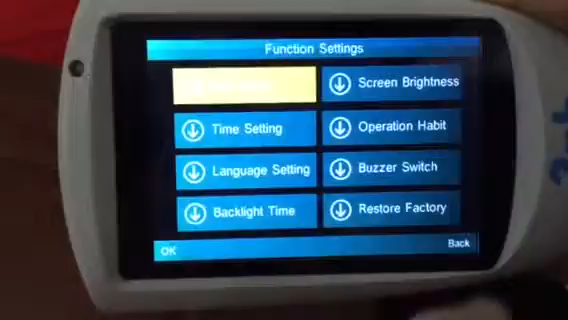 Function Settings
Screen Brightness
Time Setting
Operation Habit
Language Setting
Buzzer Switch
Backlight Time
Restore Factory
OK
Back